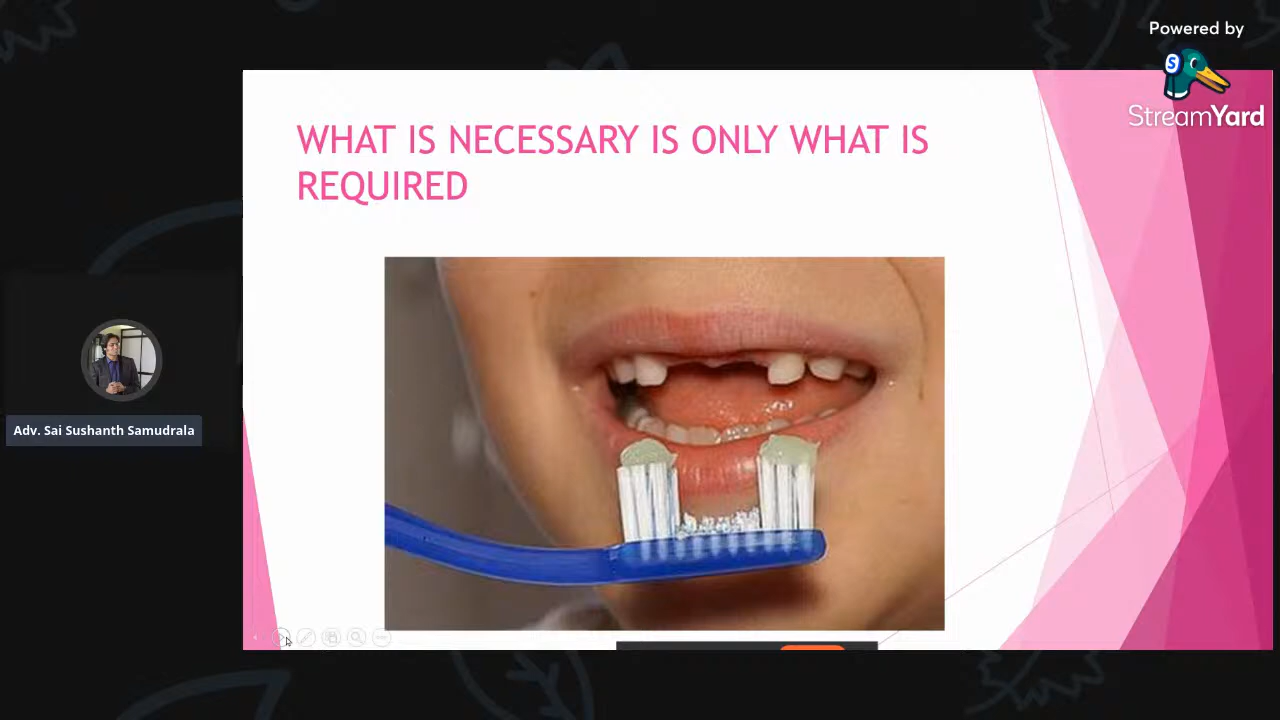 Powered by
S
StreamYard
WHAT IS NECESSARY IS ONLY WHAT IS
REQUIRED
Adv. Sai Sushanth Samudrala